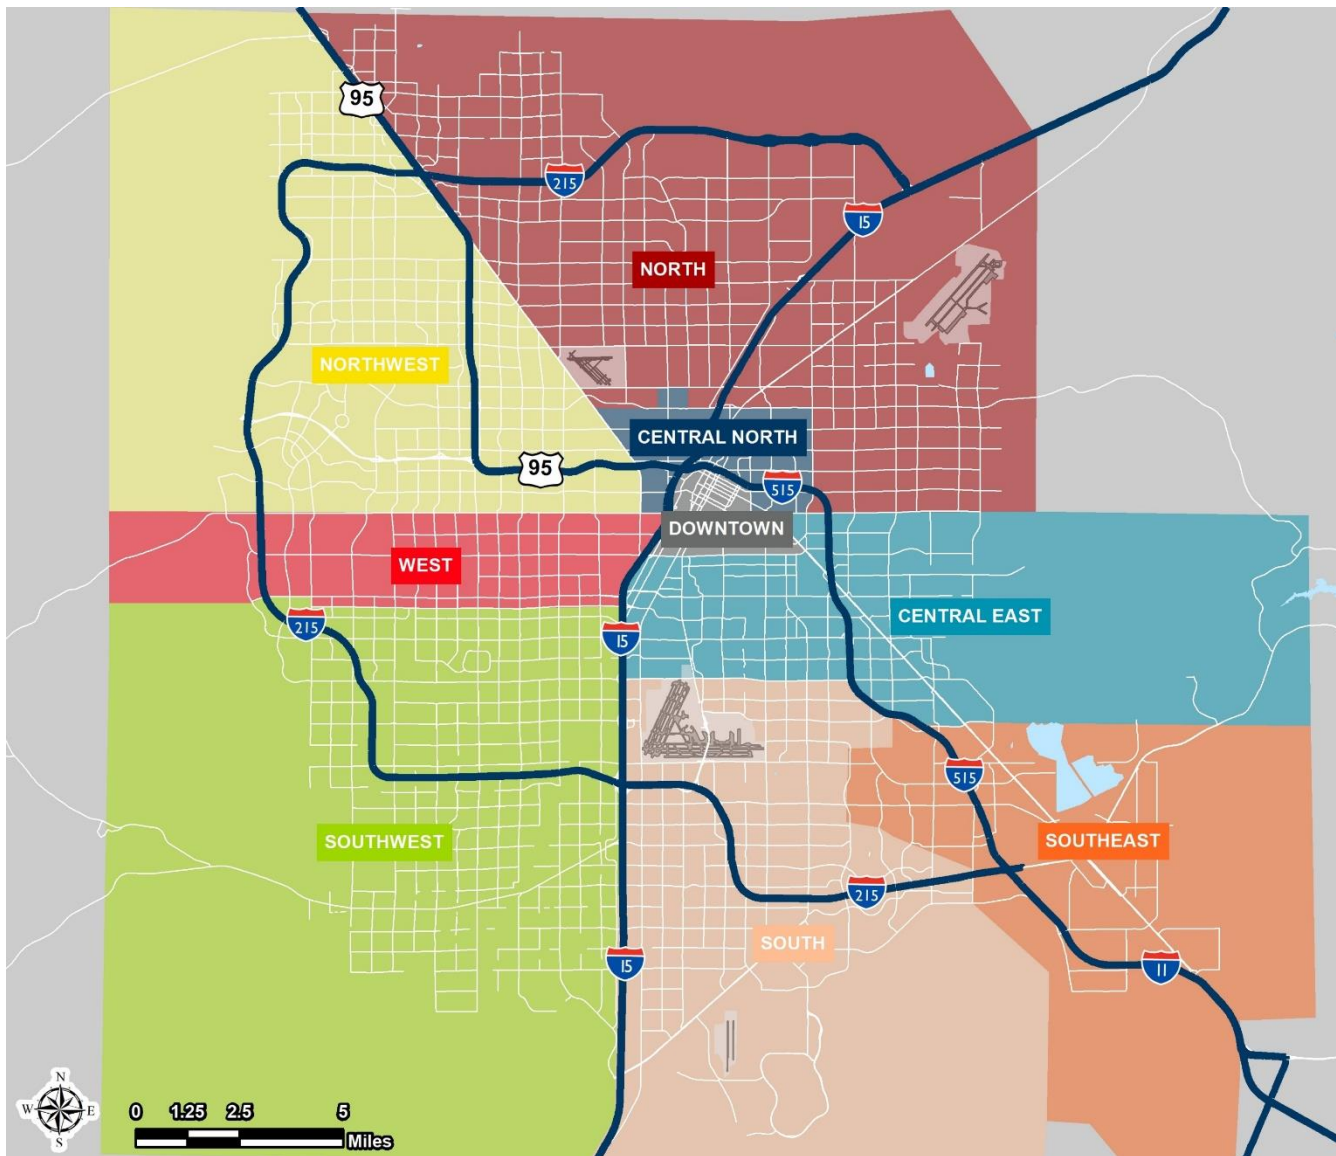 95
215
15
NORTH
NORTHWEST
CENTRAL NORTH
95
515
DOWNTOWN
WEST
CENTRAL EAST
215
15
515
SOUTHWEST
SOUTHEAST
215
SOUTH
15
11
N
W E
S
0 1.25 2.5 5
Miles